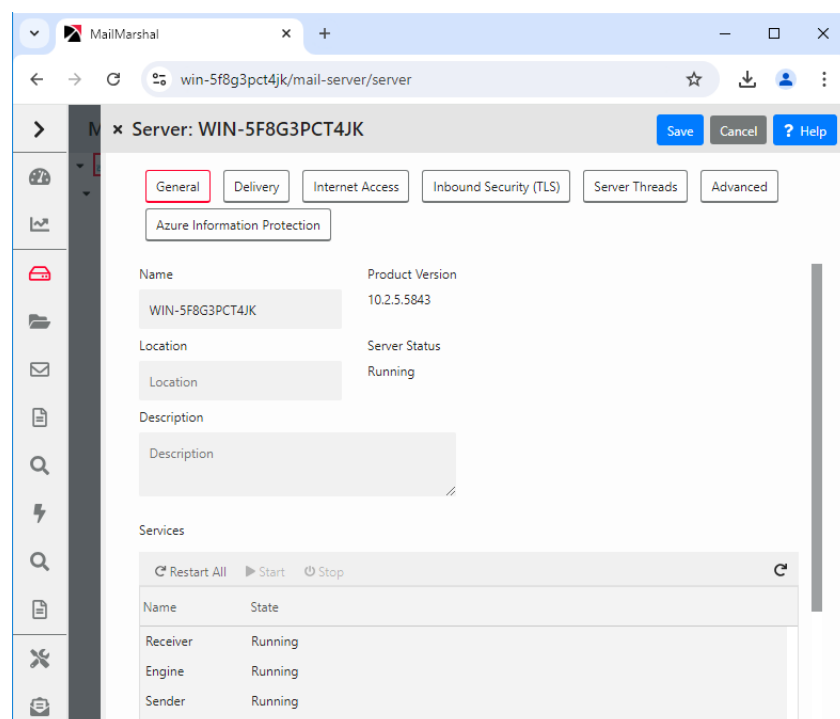 MailMarshal
win-5f8g3pct4jk/mail-server/server
Server: WIN-5F8G3PCT4JK
Save
Cancel
? Help
General
Delivery
Internet Access
Inbound Security (TLS)
Server Threads
Advanced
Azure Information Protection
Name
Product Version
WIN-5F8G3PCT4JK
10.2.5.5843
Location
Server Status
Location
Running
Description
Description
Services
Restart All
Start
Stop
Name State
Receiver Running
Engine Running
Sender Running